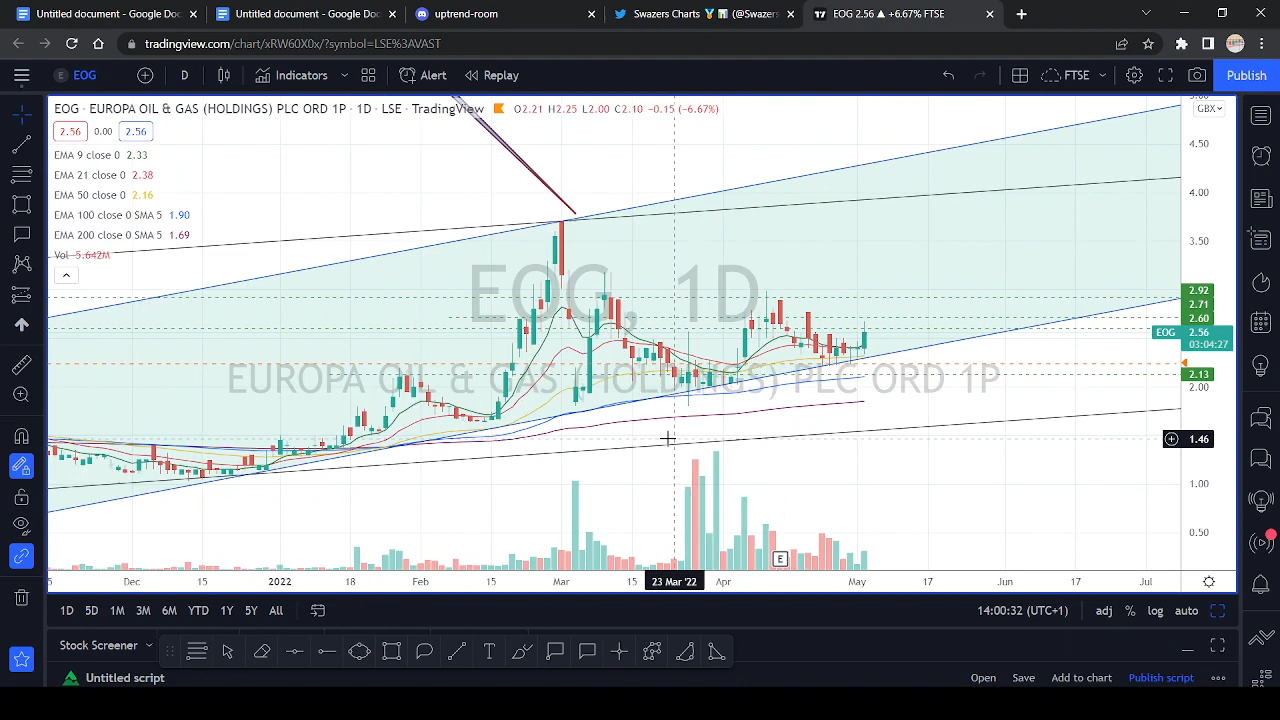 Untitled document - Google Doc
Untitled document - Google Doc
uptrend-room
Swazers Charts 🏅📊 (@Swazers
EOG 2.56 ▲ +6.67% FTSE
tradingview.com/chart/xRW60X0x/?symbol=LSE%3AVAST
E EOG
D
Indicators
Alert
Replay
FTSE
Publish
EOG · EUROPA OIL & GAS (HOLDINGS) PLC ORD 1P · 1D · LSE · TradingView
O2.21 H2.25 L2.00 C2.10 −0.15 (−6.67%)
GBX
2.56 0.00 2.56
EMA 9 close 0 2.33
EMA 21 close 0 2.38
EMA 50 close 0 2.16
EMA 100 close 0 SMA 5 1.90
EMA 200 close 0 SMA 5 1.69
Vol 5.642M
EOG, 1D
EUROPA OIL & GAS (HOLDINGS) PLC ORD 1P
5.00
4.50
4.00
3.50
2.92
2.71
2.60
EOG 2.56
03:04:27
2.13
2.00
1.46
1.00
0.50
E
Dec 15 2022 18 Feb 15 Mar 15 23 Mar '22 Apr May 17 Jun 17 Jul
1D 5D 1M 3M 6M YTD 1Y 5Y All
14:00:32 (UTC+1) adj % log auto
Stock Screener
T
Untitled script
Open Save Add to chart Publish script